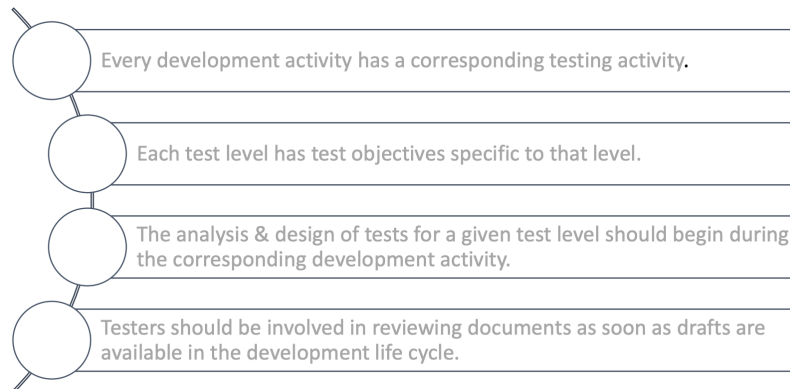 Every development activity has a corresponding testing activity.
Each test level has test objectives specific to that level.
The analysis & design of tests for a given test level should begin during
the corresponding development activity.
Testers should be involved in reviewing documents as soon as drafts are
available in the development life cycle.